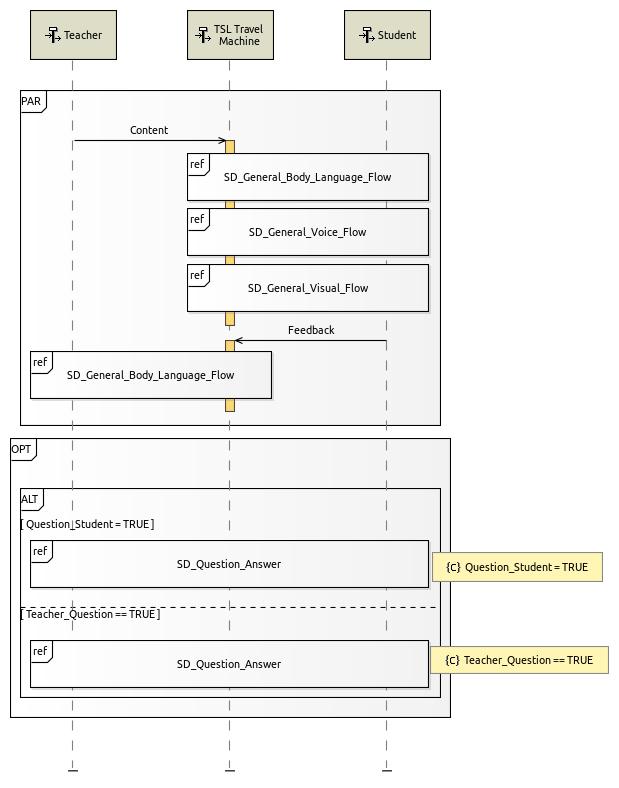 Teacher
TSL Travel
Machine
Student
PAR
Content
ref
SD_General_Body_Language_Flow
ref
SD_General_Voice_Flow
ref
SD_General_Visual_Flow
Feedback
ref
SD_General_Body_Language_Flow
OPT
ALT
[ Question_Student = TRUE ]
ref
SD_Question_Answer
{C} Question_Student = TRUE
[ Teacher_Question == TRUE ]
ref
SD_Question_Answer
{C} Teacher_Question == TRUE